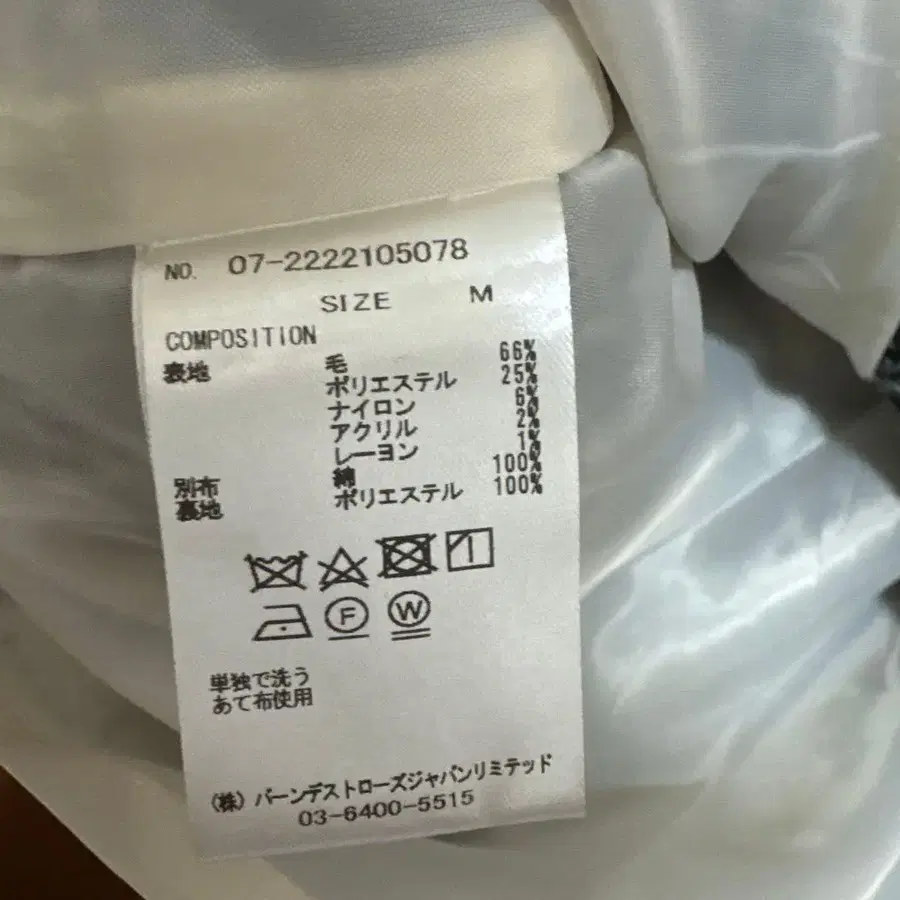 NO. 07-2222105078
SIZE M
COMPOSITION
表地 毛 66%
ポリエステル 25%
ナイロン 6%
アクリル 2%
レーヨン 1%
別布 綿 100%
裏地 ポリエステル 100%
F W
単独で洗う
あて布使用
(株) バーンデストローズジャパンリミテッド
03-6400-5515